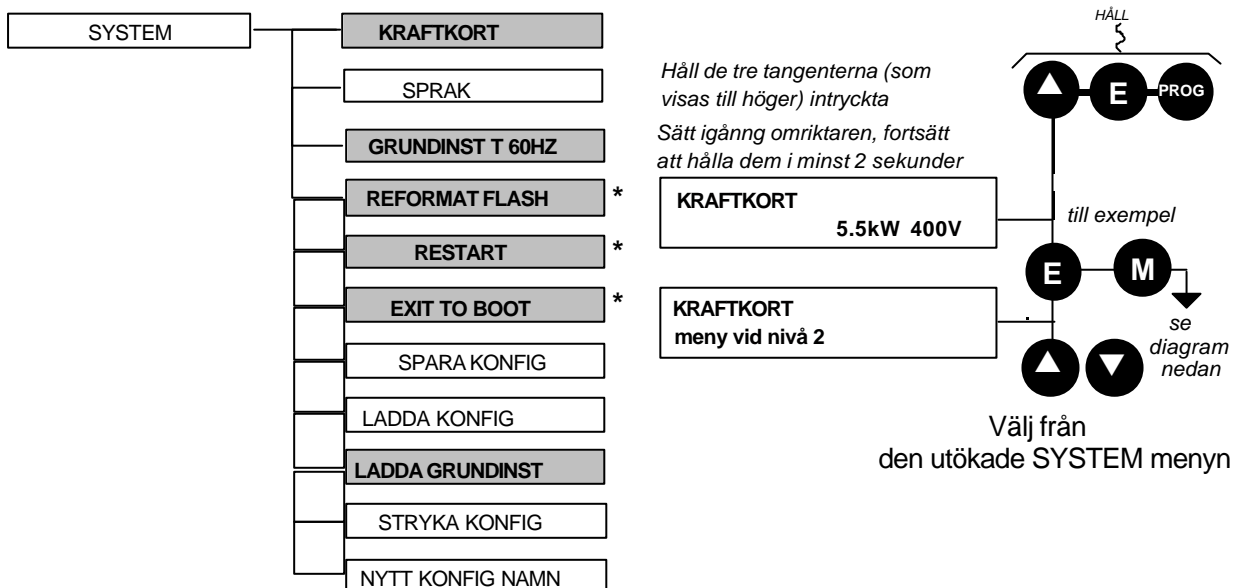 SYSTEM
KRAFTKORT
SPRAK
GRUNDINST T 60HZ
REFORMAT FLASH *
RESTART *
EXIT TO BOOT *
SPARA KONFIG
LADDA KONFIG
LADDA GRUNDINST
STRYKA KONFIG
NYTT KONFIG NAMN
Håll de tre tangenterna (som
visas till höger) intryckta
Sätt igånng omriktaren, fortsätt
att hålla dem i minst 2 sekunder
HÅLL
E PROG
KRAFTKORT
5.5kW 400V
till exempel
E M
KRAFTKORT
meny vid nivå 2
se
diagram
nedan
Välj från
den utökade SYSTEM menyn